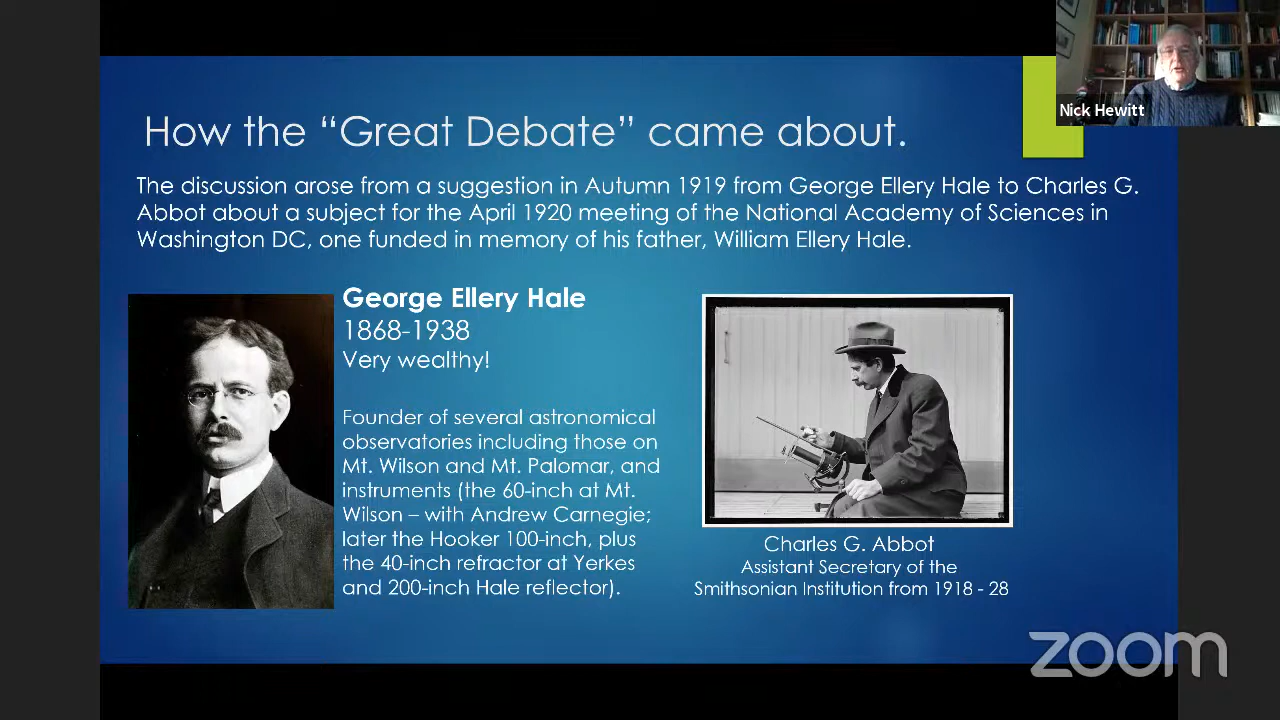 Nick Hewitt
How the “Great Debate” came about.
The discussion arose from a suggestion in Autumn 1919 from George Ellery Hale to Charles G.
Abbot about a subject for the April 1920 meeting of the National Academy of Sciences in
Washington DC, one funded in memory of his father, William Ellery Hale.
George Ellery Hale
1868-1938
Very wealthy!
Founder of several astronomical
observatories including those on
Mt. Wilson and Mt. Palomar, and
instruments (the 60-inch at Mt.
Wilson – with Andrew Carnegie;
later the Hooker 100-inch, plus
the 40-inch refractor at Yerkes
and 200-inch Hale reflector).
Charles G. Abbot
Assistant Secretary of the
Smithsonian Institution from 1918 - 28
zoom